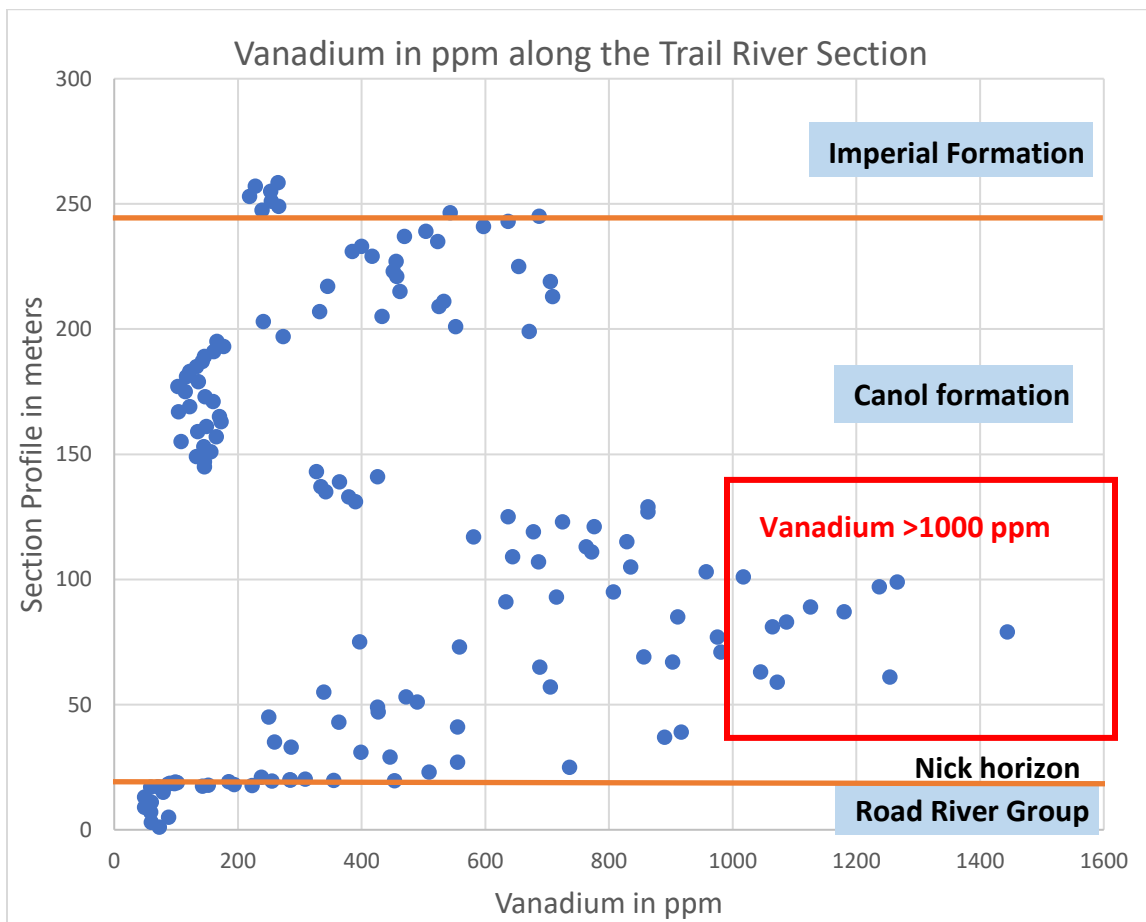 Vanadium in ppm along the Trail River Section
300
250
200
150
100
50
0
Section Profile in meters
Imperial Formation
Canol formation
Vanadium >1000 ppm
Nick horizon
Road River Group
0 200 400 600 800 1000 1200 1400 1600
Vanadium in ppm